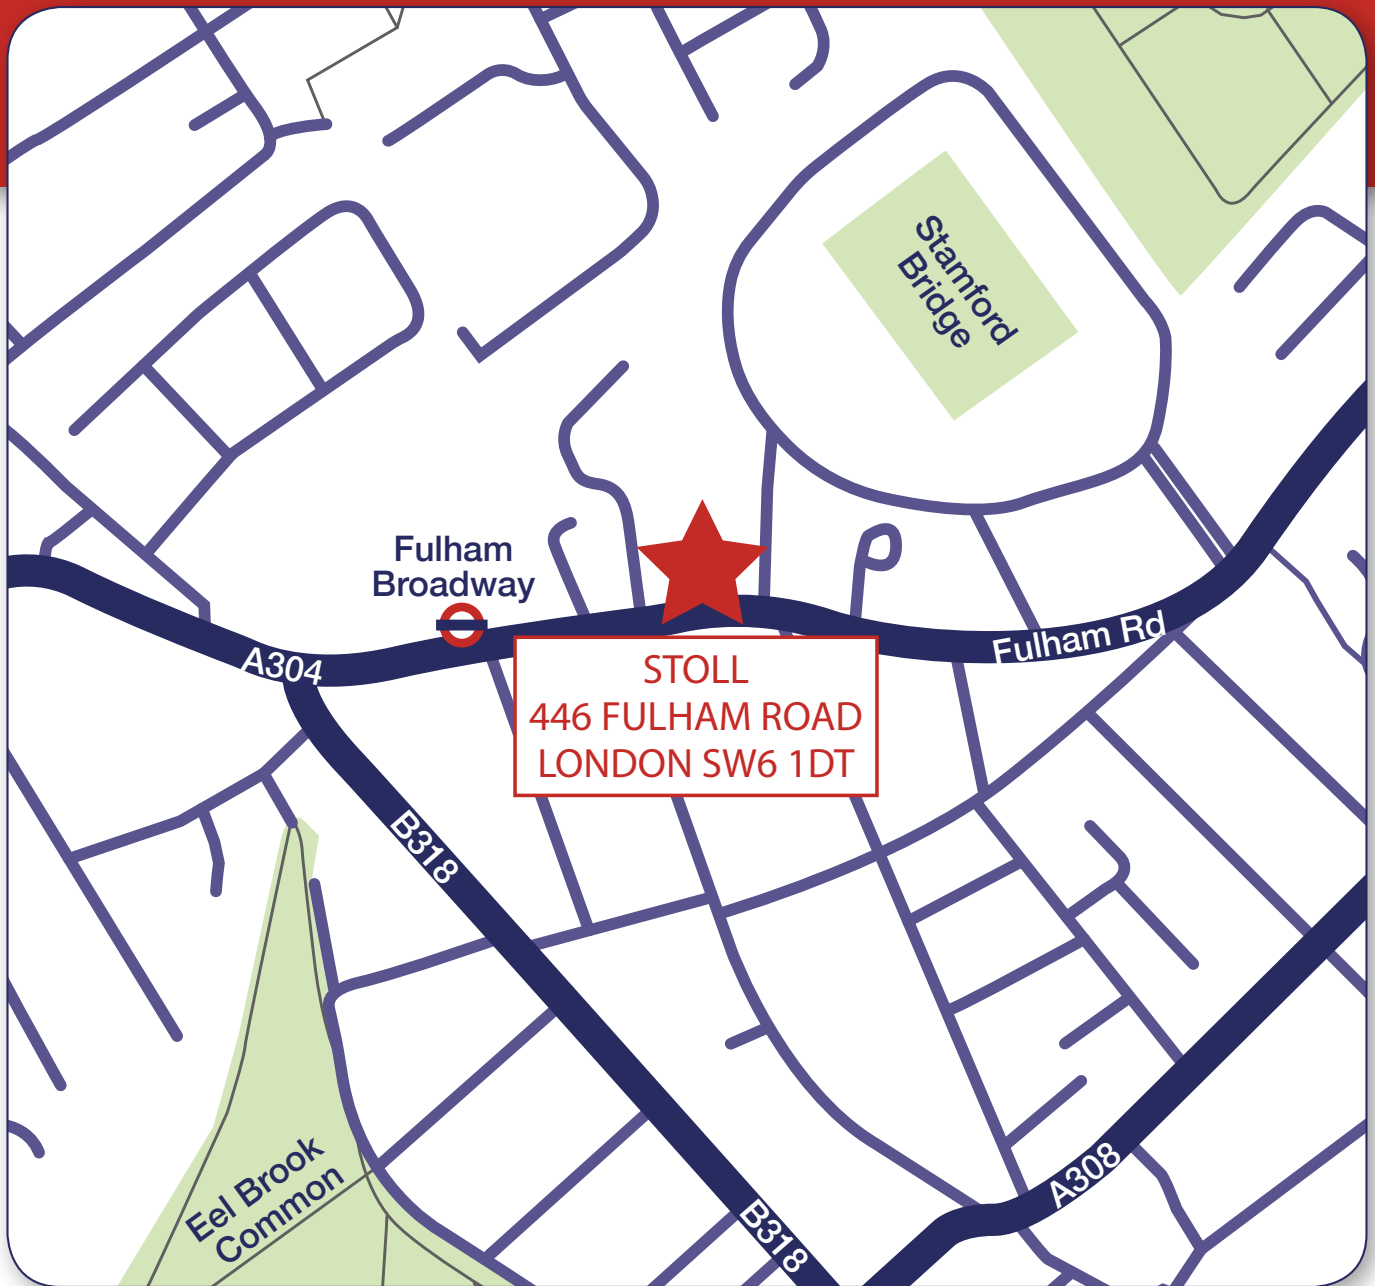 Stamford
Bridge
Fulham
Broadway
A304
Fulham Rd
STOLL
446 FULHAM ROAD
LONDON SW6 1DT
B318
Eel Brook
Common
A308
B318